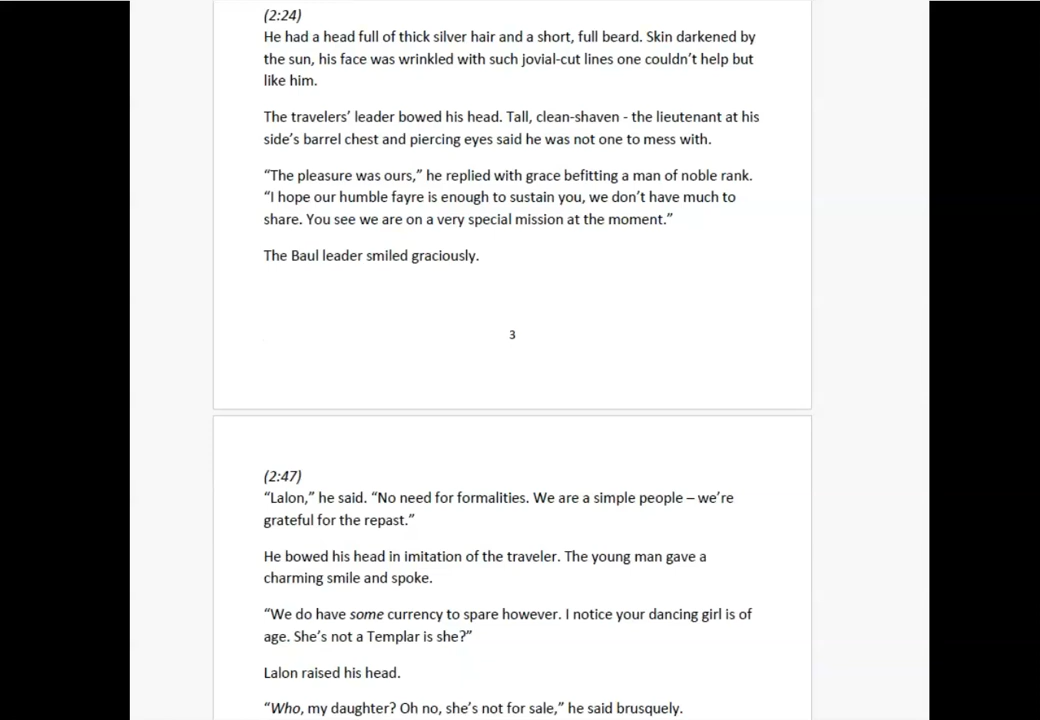 (2:24)
He had a head full of thick silver hair and a short, full beard. Skin darkened by
the sun, his face was wrinkled with such jovial-cut lines one couldn’t help but
like him.
The travelers’ leader bowed his head. Tall, clean-shaven - the lieutenant at his
side’s barrel chest and piercing eyes said he was not one to mess with.
“The pleasure was ours,” he replied with grace befitting a man of noble rank.
“I hope our humble fayre is enough to sustain you, we don’t have much to
share. You see we are on a very special mission at the moment.”
The Baul leader smiled graciously.
3
(2:47)
“Lalon,” he said. “No need for formalities. We are a simple people – we’re
grateful for the repast.”
He bowed his head in imitation of the traveler. The young man gave a
charming smile and spoke.
“We do have some currency to spare however. I notice your dancing girl is of
age. She’s not a Templar is she?”
Lalon raised his head.
“Who, my daughter? Oh no, she’s not for sale,” he said brusquely.